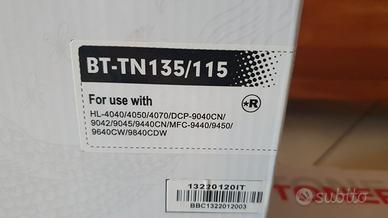 BT-TN135/115
For use with
*R
HL-4040/4050/4070/DCP-9040CN/
9042/9045/9440CN/MFC-9440/9450/
9640CW/9840CDW
13220120IT
BBC1322012003
TONER
subito